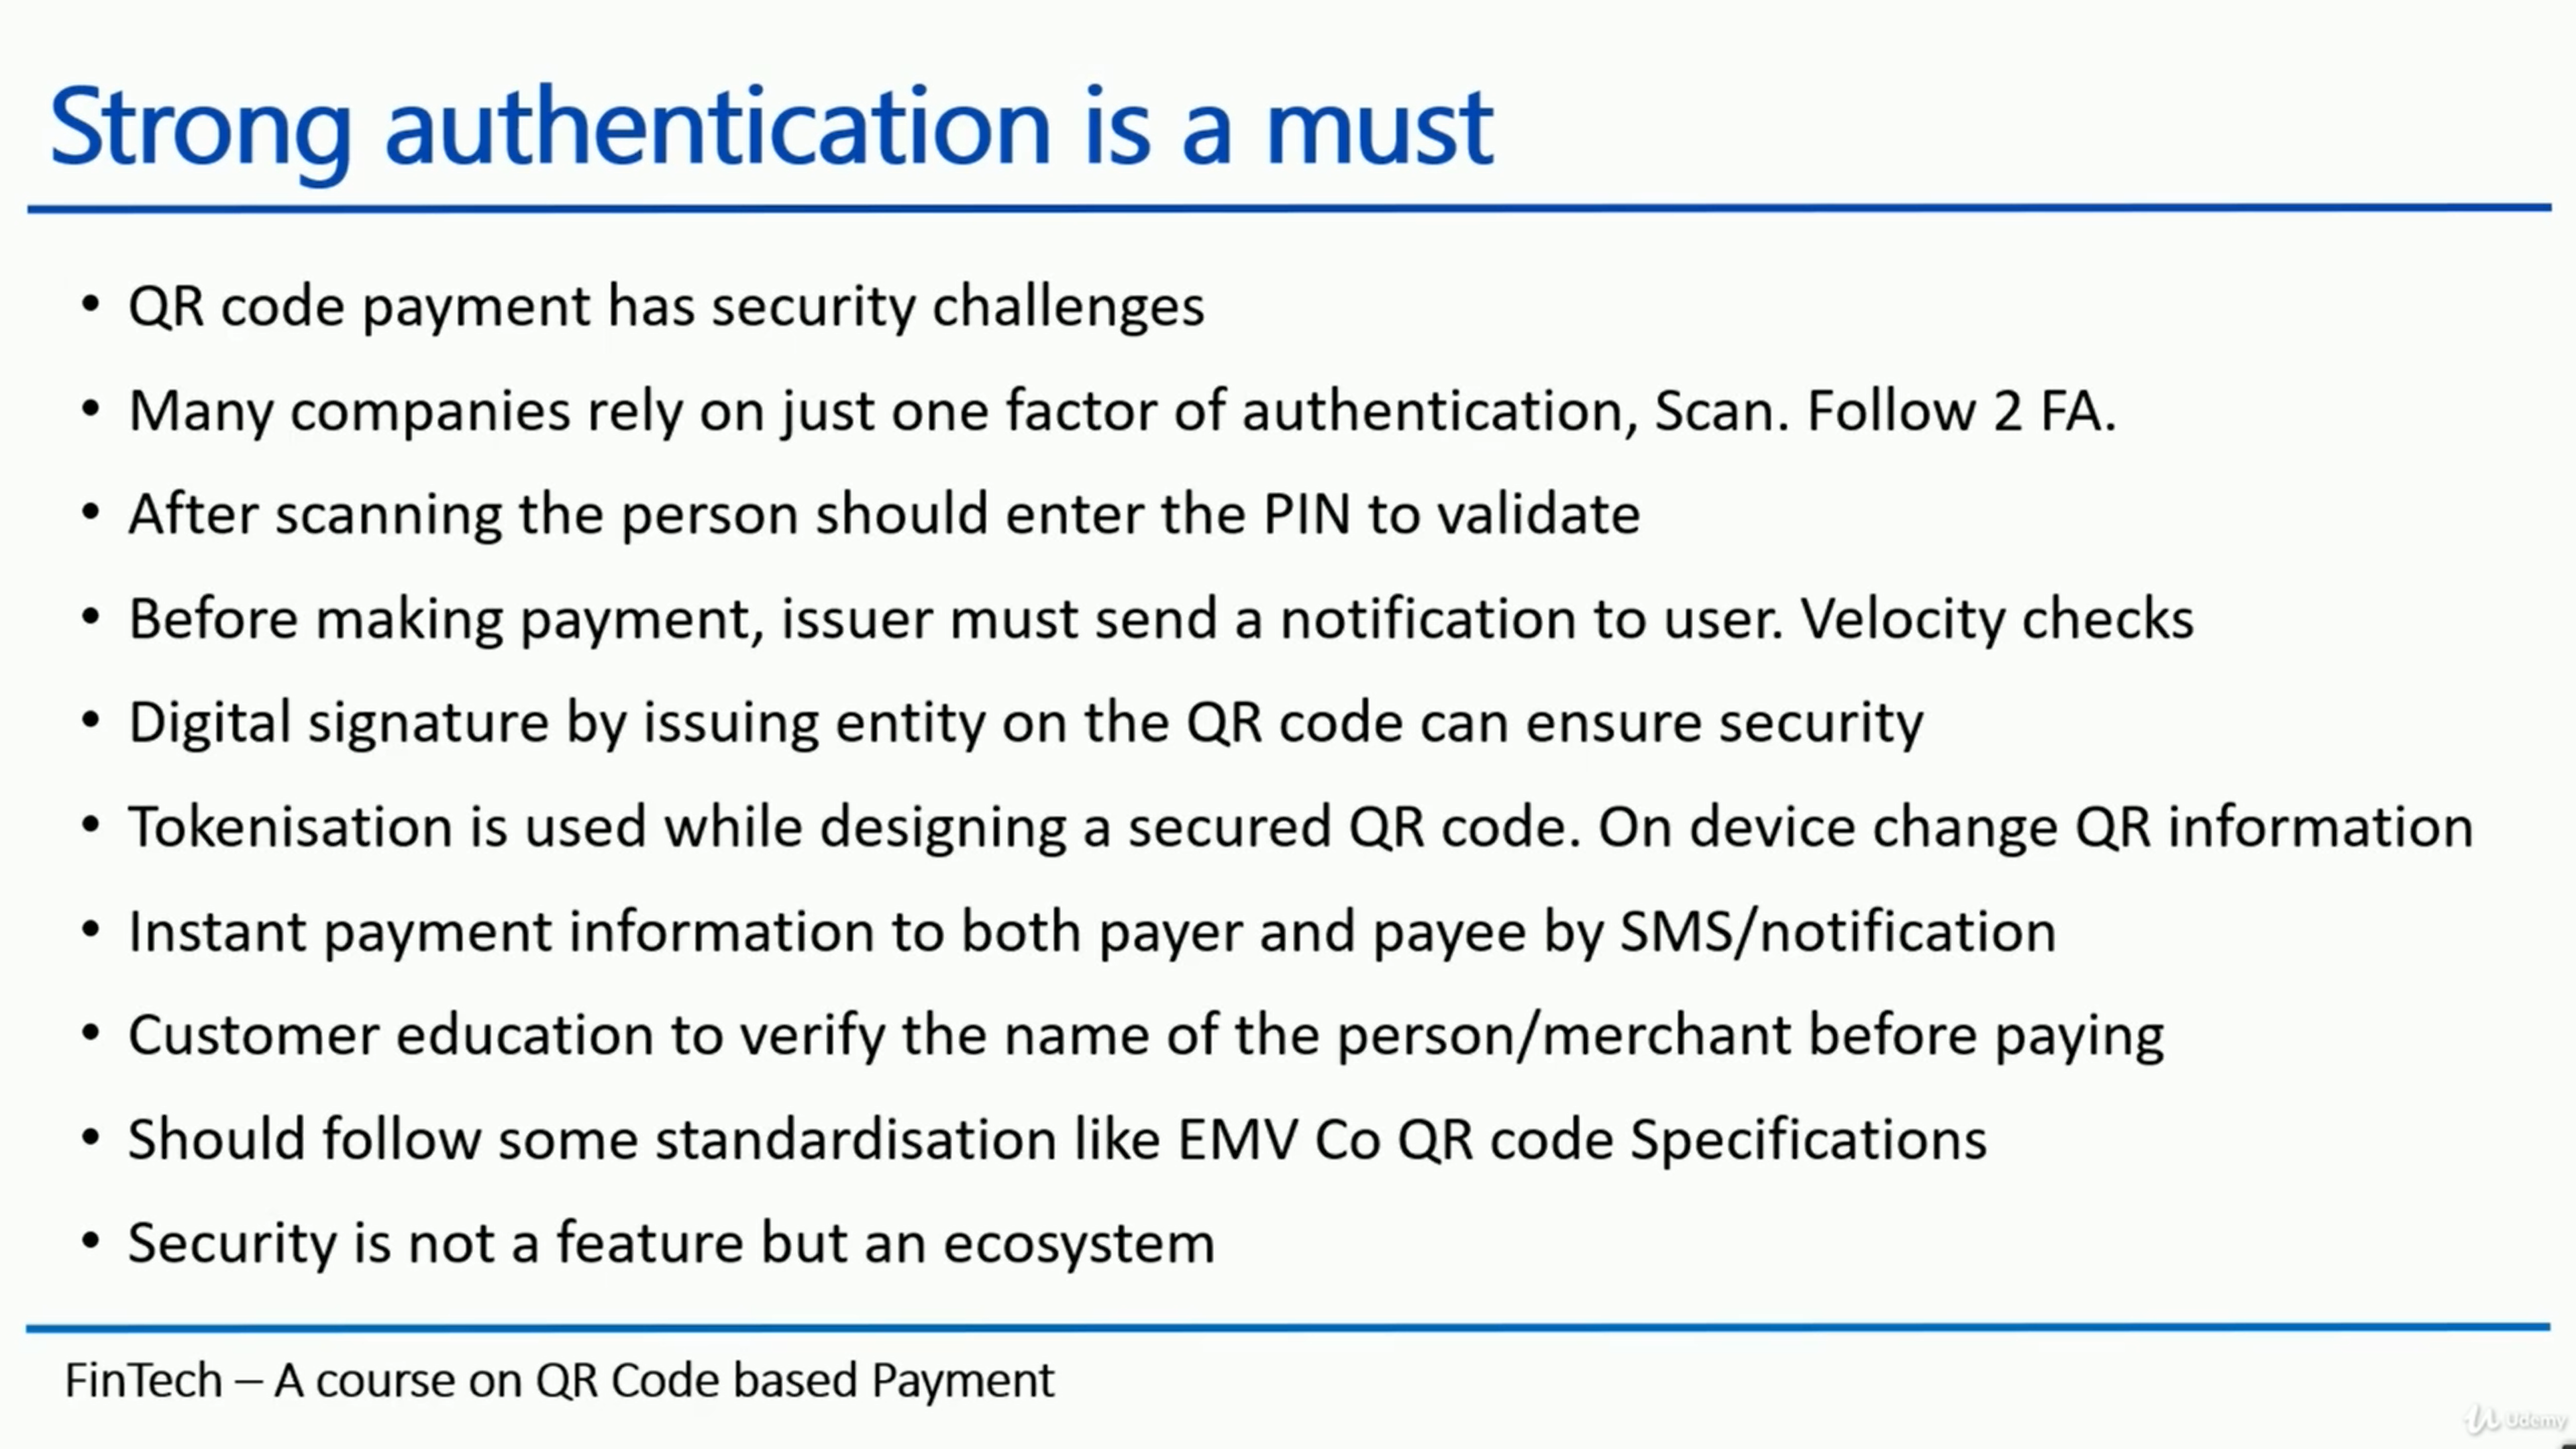 Strong authentication is a must
• QR code payment has security challenges
• Many companies rely on just one factor of authentication, Scan. Follow 2 FA.
• After scanning the person should enter the PIN to validate
• Before making payment, issuer must send a notification to user. Velocity checks
• Digital signature by issuing entity on the QR code can ensure security
• Tokenisation is used while designing a secured QR code. On device change QR information
• Instant payment information to both payer and payee by SMS/notification
• Customer education to verify the name of the person/merchant before paying
• Should follow some standardisation like EMV Co QR code Specifications
• Security is not a feature but an ecosystem
FinTech – A course on QR Code based Payment
Udemy